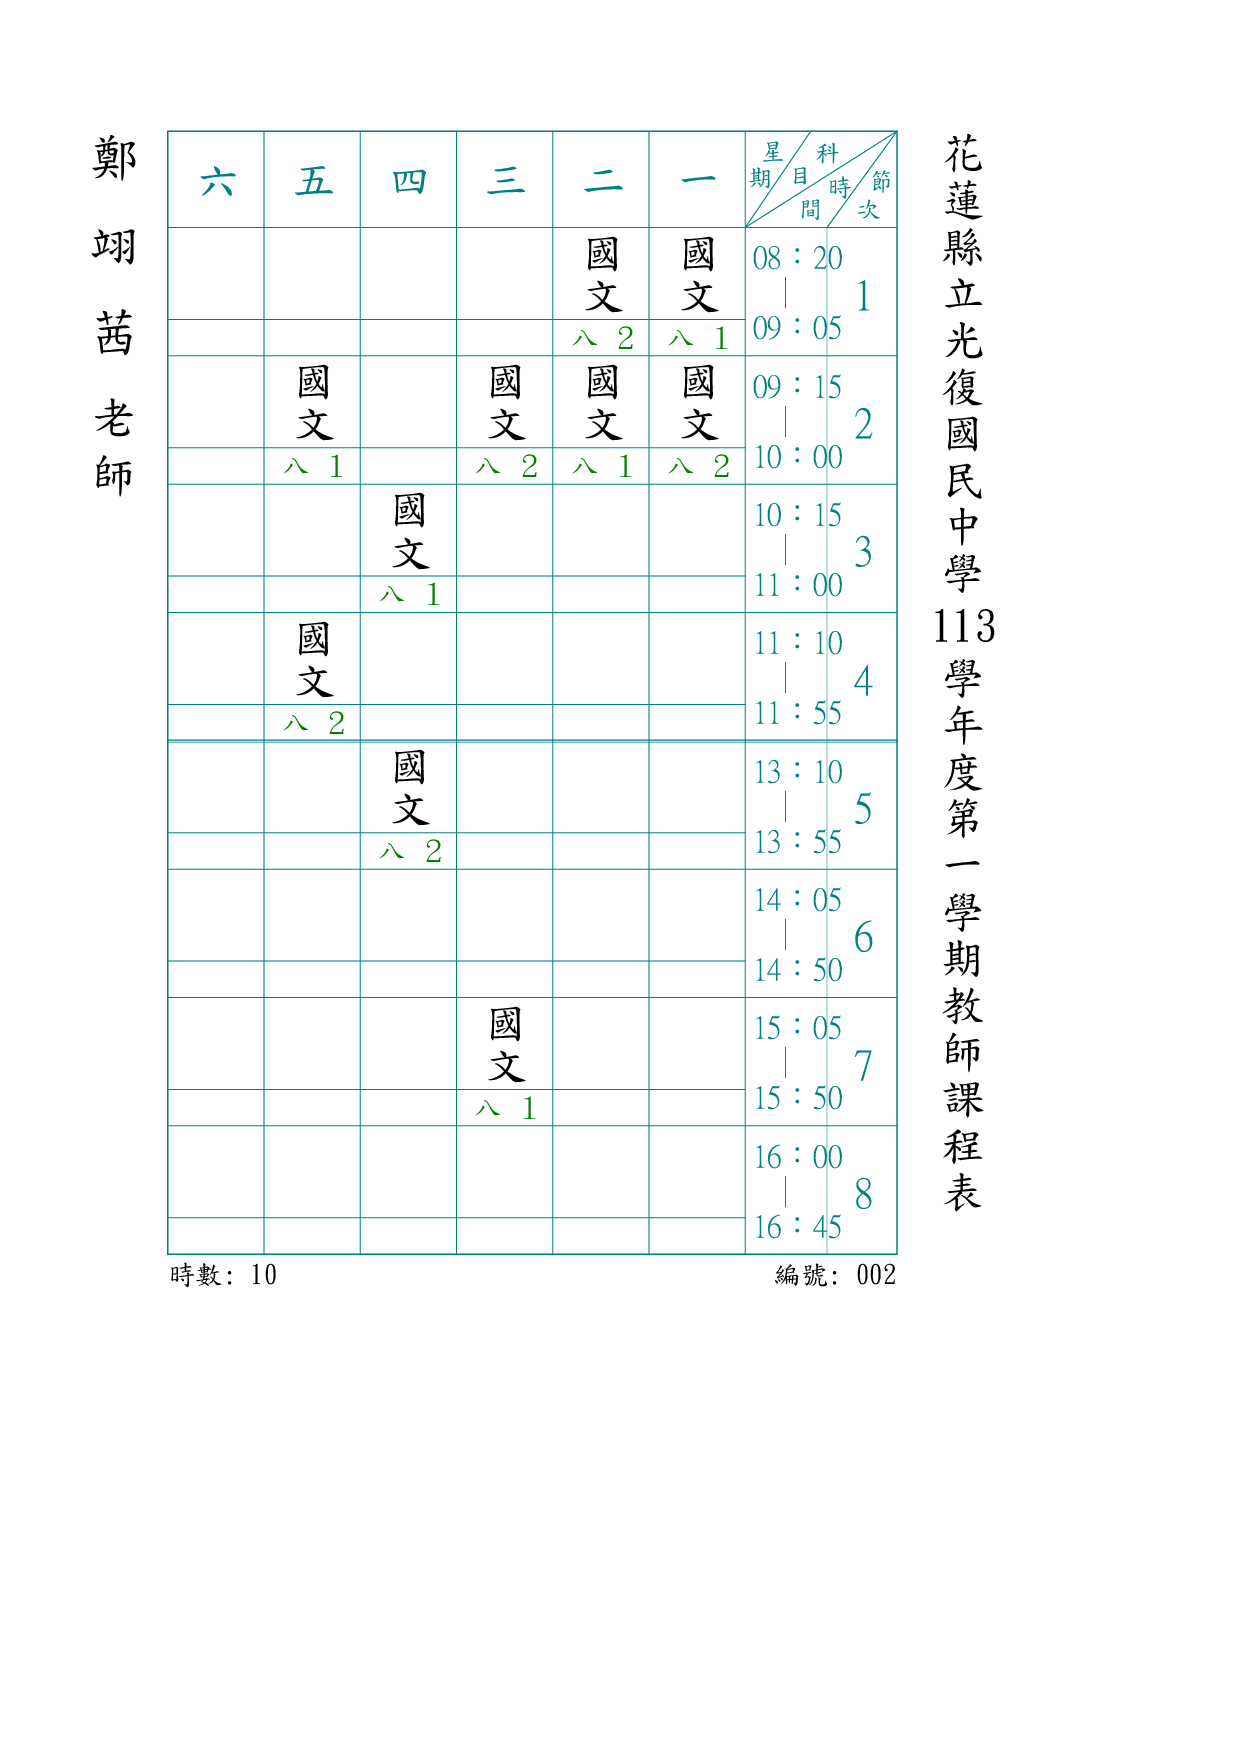 花蓮縣立光復國民中學113學年度第一學期教師課程表
星期 科目 時間 節次 一 二 三 四 五 六
08：20｜09：05 1 國文 八 1 國文 八 2
09：15｜10：00 2 國文 八 2 國文 八 1 國文 八 2 國文 八 1
10：15｜11：00 3 國文 八 1
11：10｜11：55 4 國文 八 2
13：10｜13：55 5 國文 八 2
14：05｜14：50 6
15：05｜15：50 7 國文 八 1
16：00｜16：45 8
鄭翊茜老師
編號: 002
時數: 10